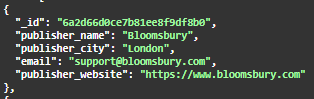 {
"_id": "6a2d66d0ce7b81ee8f9df8b0",
"publisher_name": "Bloomsbury",
"publisher_city": "London",
"email": "support@bloomsbury.com",
"publisher_website": "https://www.bloomsbury.com"
},